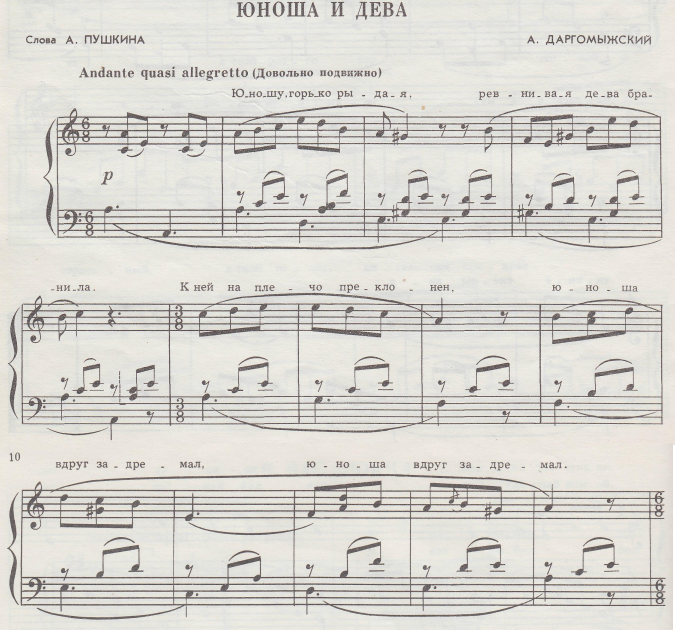 ЮНОША И ДЕВА
Слова А. ПУШКИНА
А. ДАРГОМЫЖСКИЙ
Andante quasi allegretto (Довольно подвижно)
Ю-но-шу, горь-ко ры - да - я, рев - ни-ва-я де-ва бра-
p
-ни-ла. К ней на пле - чо пре-кло - нен, ю - но - ша
10
вдруг за - дре - мал, ю - но - ша вдруг за - дре - мал.